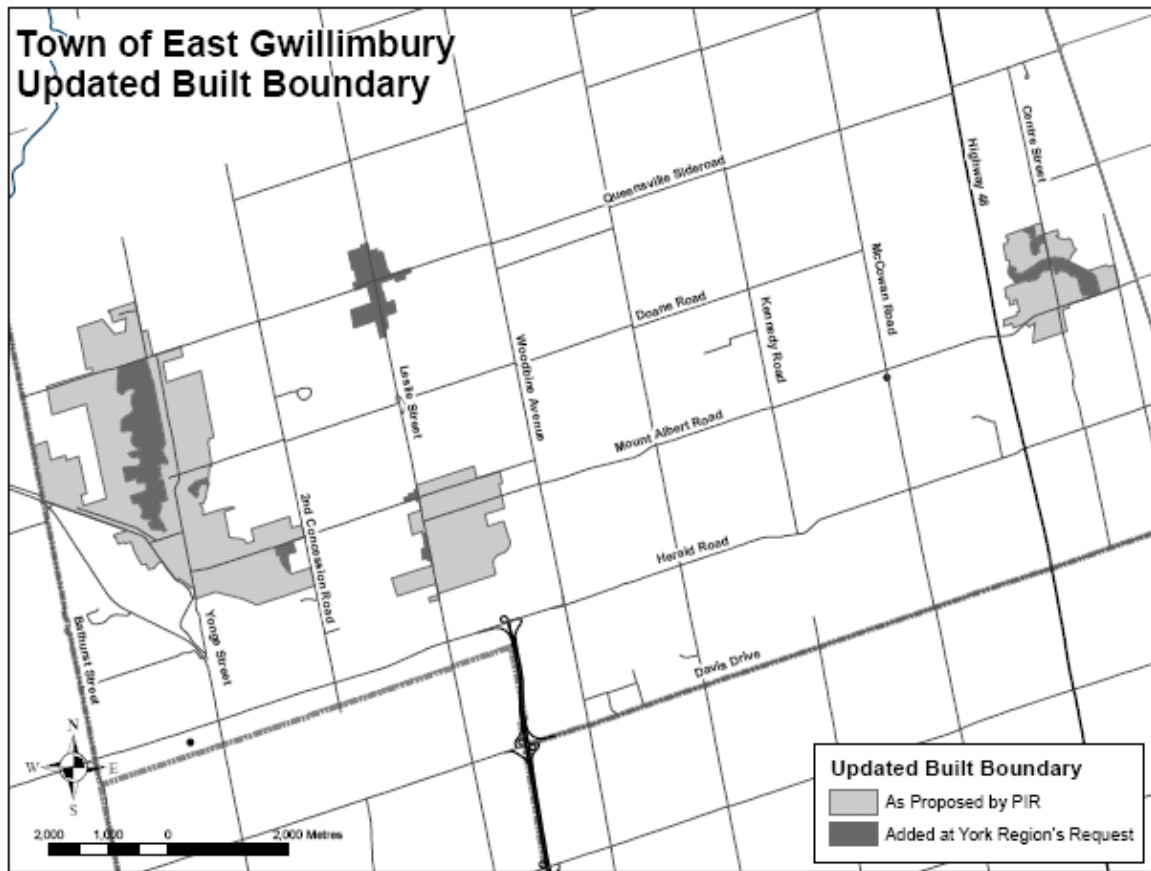 Town of East Gwillimbury
Updated Built Boundary
Centre Street
Queensville Sideroad
Highway 48
McCowan Road
Doane Road
Kennedy Road
Woodbine Avenue
Leslie Street
Mount Albert Road
2nd Concession Road
Herald Road
Yonge Street
Bathurst Street
Davis Drive
N
W E
S
2,000 1,000 0 2,000 Metres
Updated Built Boundary
As Proposed by PIR
Added at York Region's Request